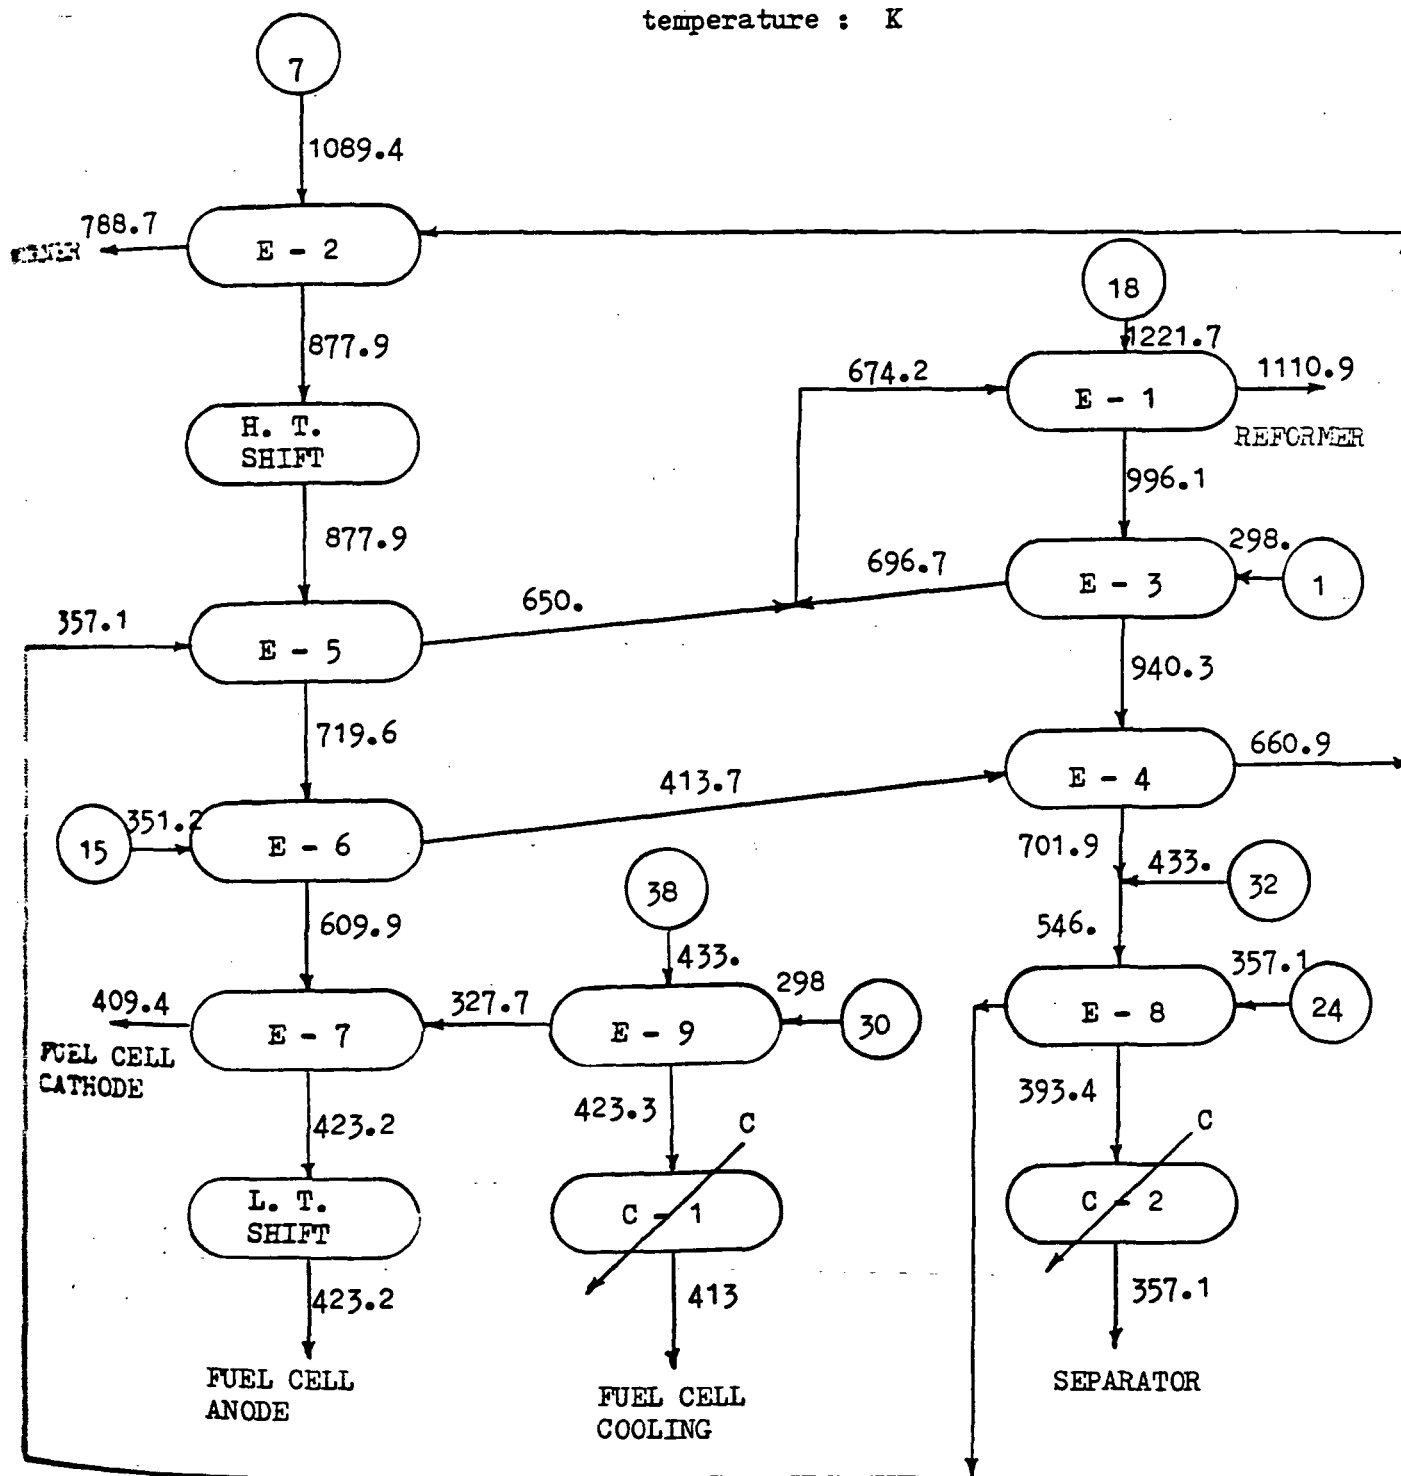 temperature : K
7
1089.4
788.7
E - 2
18
1221.7
877.9
674.2
1110.9
E - 1
REFORMER
H. T.
SHIFT
996.1
877.9
696.7
298.
E - 3
1
650.
357.1
E - 5
940.3
719.6
660.9
413.7
E - 4
351.2
15
E - 6
701.9
433.
32
38
609.9
546.
433.
357.1
409.4
327.7
298
E - 7
E - 9
30
E - 8
24
FUEL CELL
CATHODE
423.3
393.4
423.2
C
C
L. T.
SHIFT
C - 1
C - 2
423.2
413
357.1
FUEL CELL
ANODE
FUEL CELL
COOLING
SEPARATOR